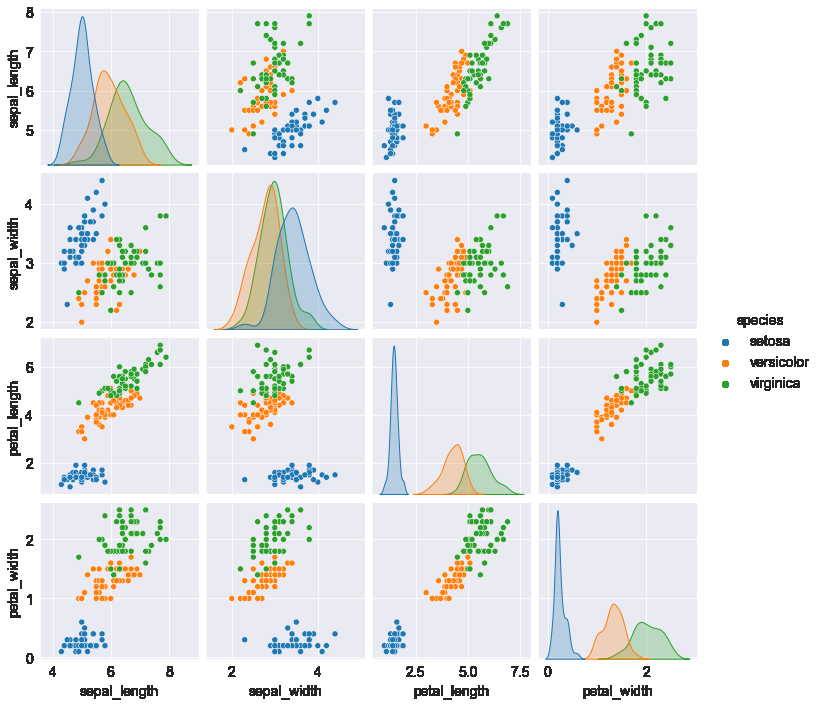 8
7
6
5
4
sepal_length
4
3
2
sepal_width
6
4
2
petal_length
2
1
0
petal_width
4 6 8
sepal_length
2 4
sepal_width
2.5 5.0 7.5
petal_length
0 2
petal_width
species
setosa
versicolor
virginica